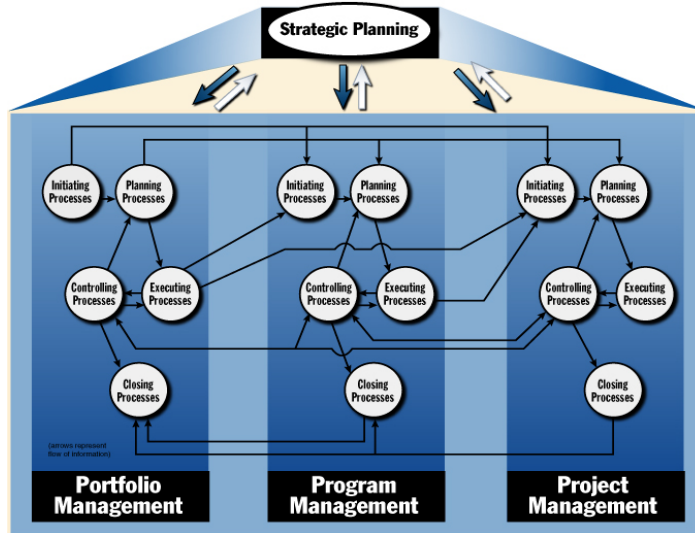 Strategic Planning
Initiating
Processes
Planning
Processes
Initiating
Processes
Planning
Processes
Initiating
Processes
Planning
Processes
Controlling
Processes
Executing
Processes
Controlling
Processes
Executing
Processes
Controlling
Processes
Executing
Processes
Closing
Processes
Closing
Processes
Closing
Processes
(arrows represent
flow of information)
Portfolio
Management
Program
Management
Project
Management